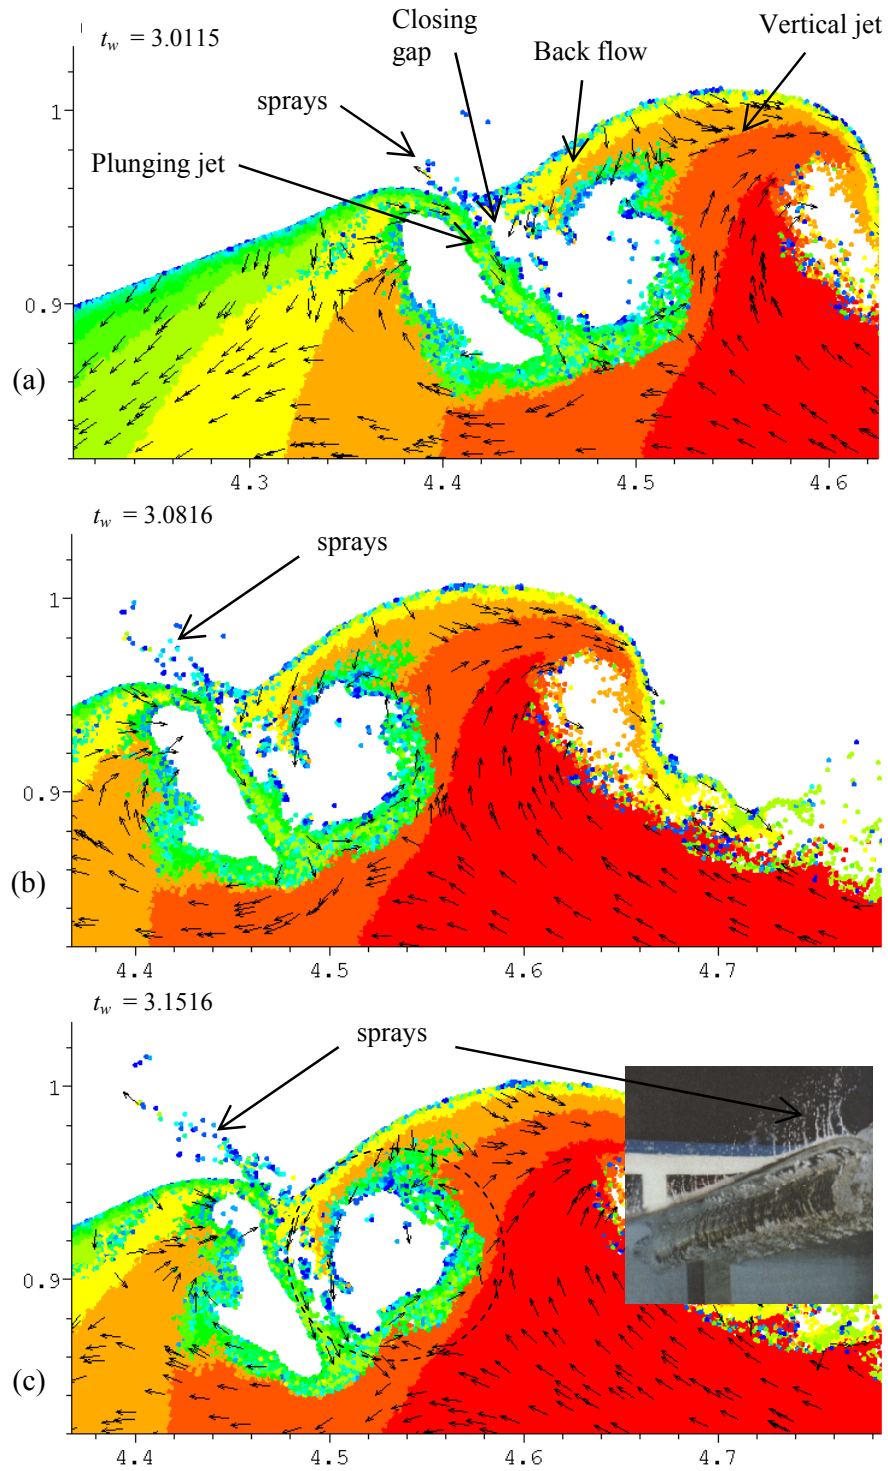 t_w = 3.0115
Closing
gap
Back flow
Vertical jet
sprays
Plunging jet
1
0.9
(a)
4.3
4.4
4.5
4.6
t_w = 3.0816
sprays
1
0.9
(b)
4.4
4.5
4.6
4.7
t_w = 3.1516
sprays
1
0.9
(c)
4.4
4.5
4.6
4.7